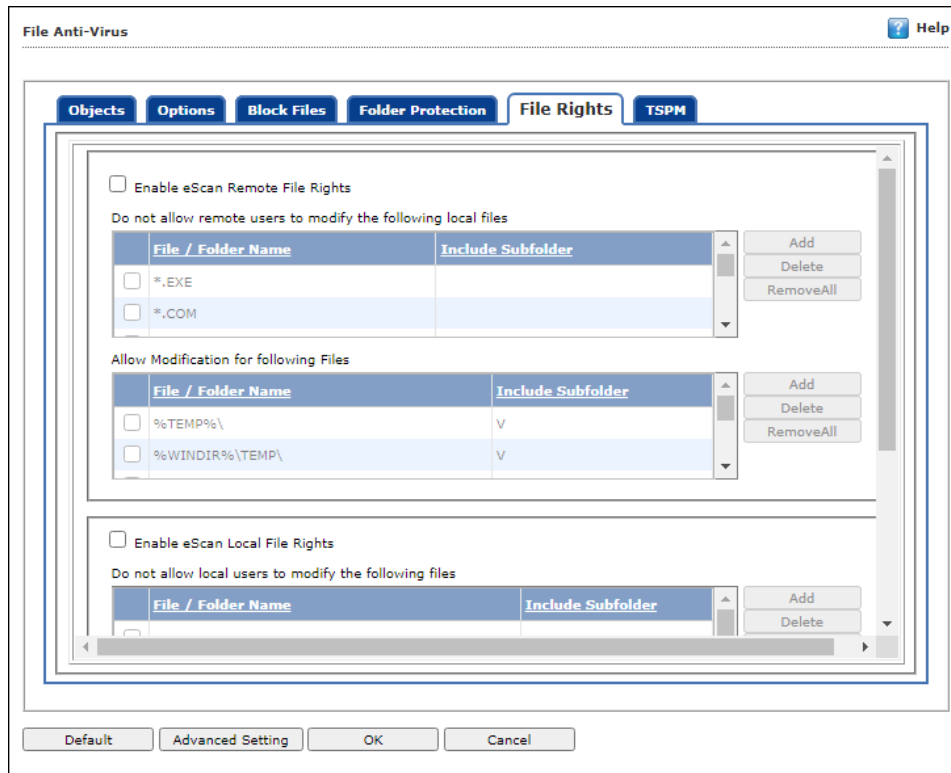 File Anti-Virus
? Help
Objects Options Block Files Folder Protection File Rights TSPM
Enable eScan Remote File Rights
Do not allow remote users to modify the following local files
File / Folder Name Include Subfolder
Add
Delete
RemoveAll
*.EXE
*.COM
Allow Modification for following Files
File / Folder Name Include Subfolder
Add
Delete
RemoveAll
%TEMP%\ V
%WINDIR%\TEMP\ V
Enable eScan Local File Rights
Do not allow local users to modify the following files
File / Folder Name Include Subfolder
Add
Delete
Default Advanced Setting OK Cancel